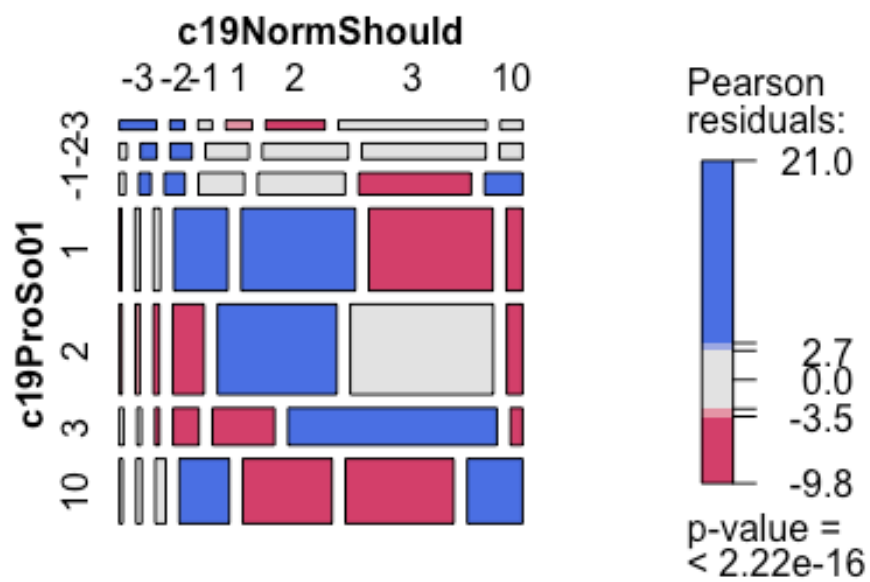 c19NormShould
-3 -2 -1 1 2 3 10
c19ProSo01
-3
-2
-1
1
2
3
10
Pearson
residuals:
21.0
2.7
0.0
-3.5
-9.8
p-value =
< 2.22e-16